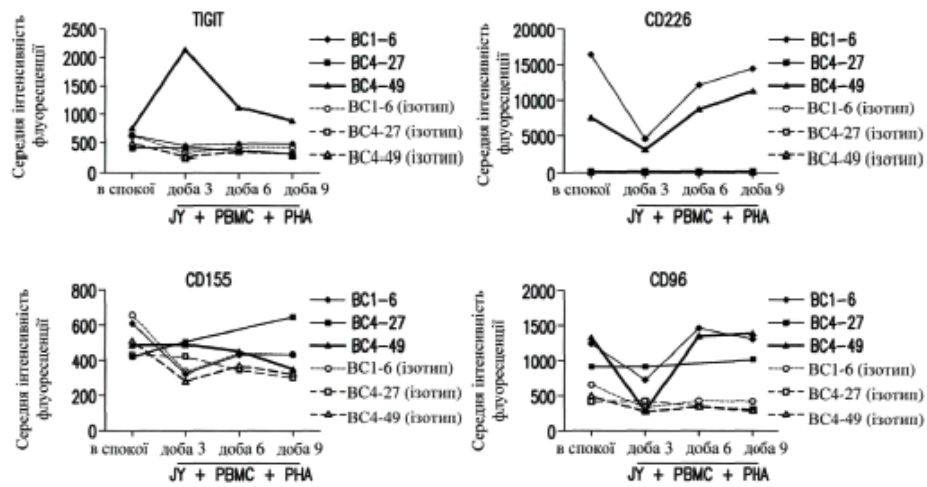 TIGIT
Середня інтенсивність
флуоресценції
2500
2000
1500
1000
500
0
в спокої доба 3 доба 6 доба 9
JY + PBMC + PHA
BC1-6
BC4-27
BC4-49
BC1-6 (ізотип)
BC4-27 (ізотип)
BC4-49 (ізотип)
CD226
Середня інтенсивність
флуоресценції
20000
15000
10000
5000
0
в спокої доба 3 доба 6 доба 9
JY + PBMC + PHA
BC1-6
BC4-27
BC4-49
BC1-6 (ізотип)
BC4-27 (ізотип)
BC4-49 (ізотип)
CD155
Середня інтенсивність
флуоресценції
800
600
400
200
0
в спокої доба 3 доба 6 доба 9
JY + PBMC + PHA
BC1-6
BC4-27
BC4-49
BC1-6 (ізотип)
BC4-27 (ізотип)
BC4-49 (ізотип)
CD96
Середня інтенсивність
флуоресценції
2000
1500
1000
500
0
в спокої доба 3 доба 6 доба 9
JY + PBMC + PHA
BC1-6
BC4-27
BC4-49
BC1-6 (ізотип)
BC4-27 (ізотип)
BC4-49 (ізотип)